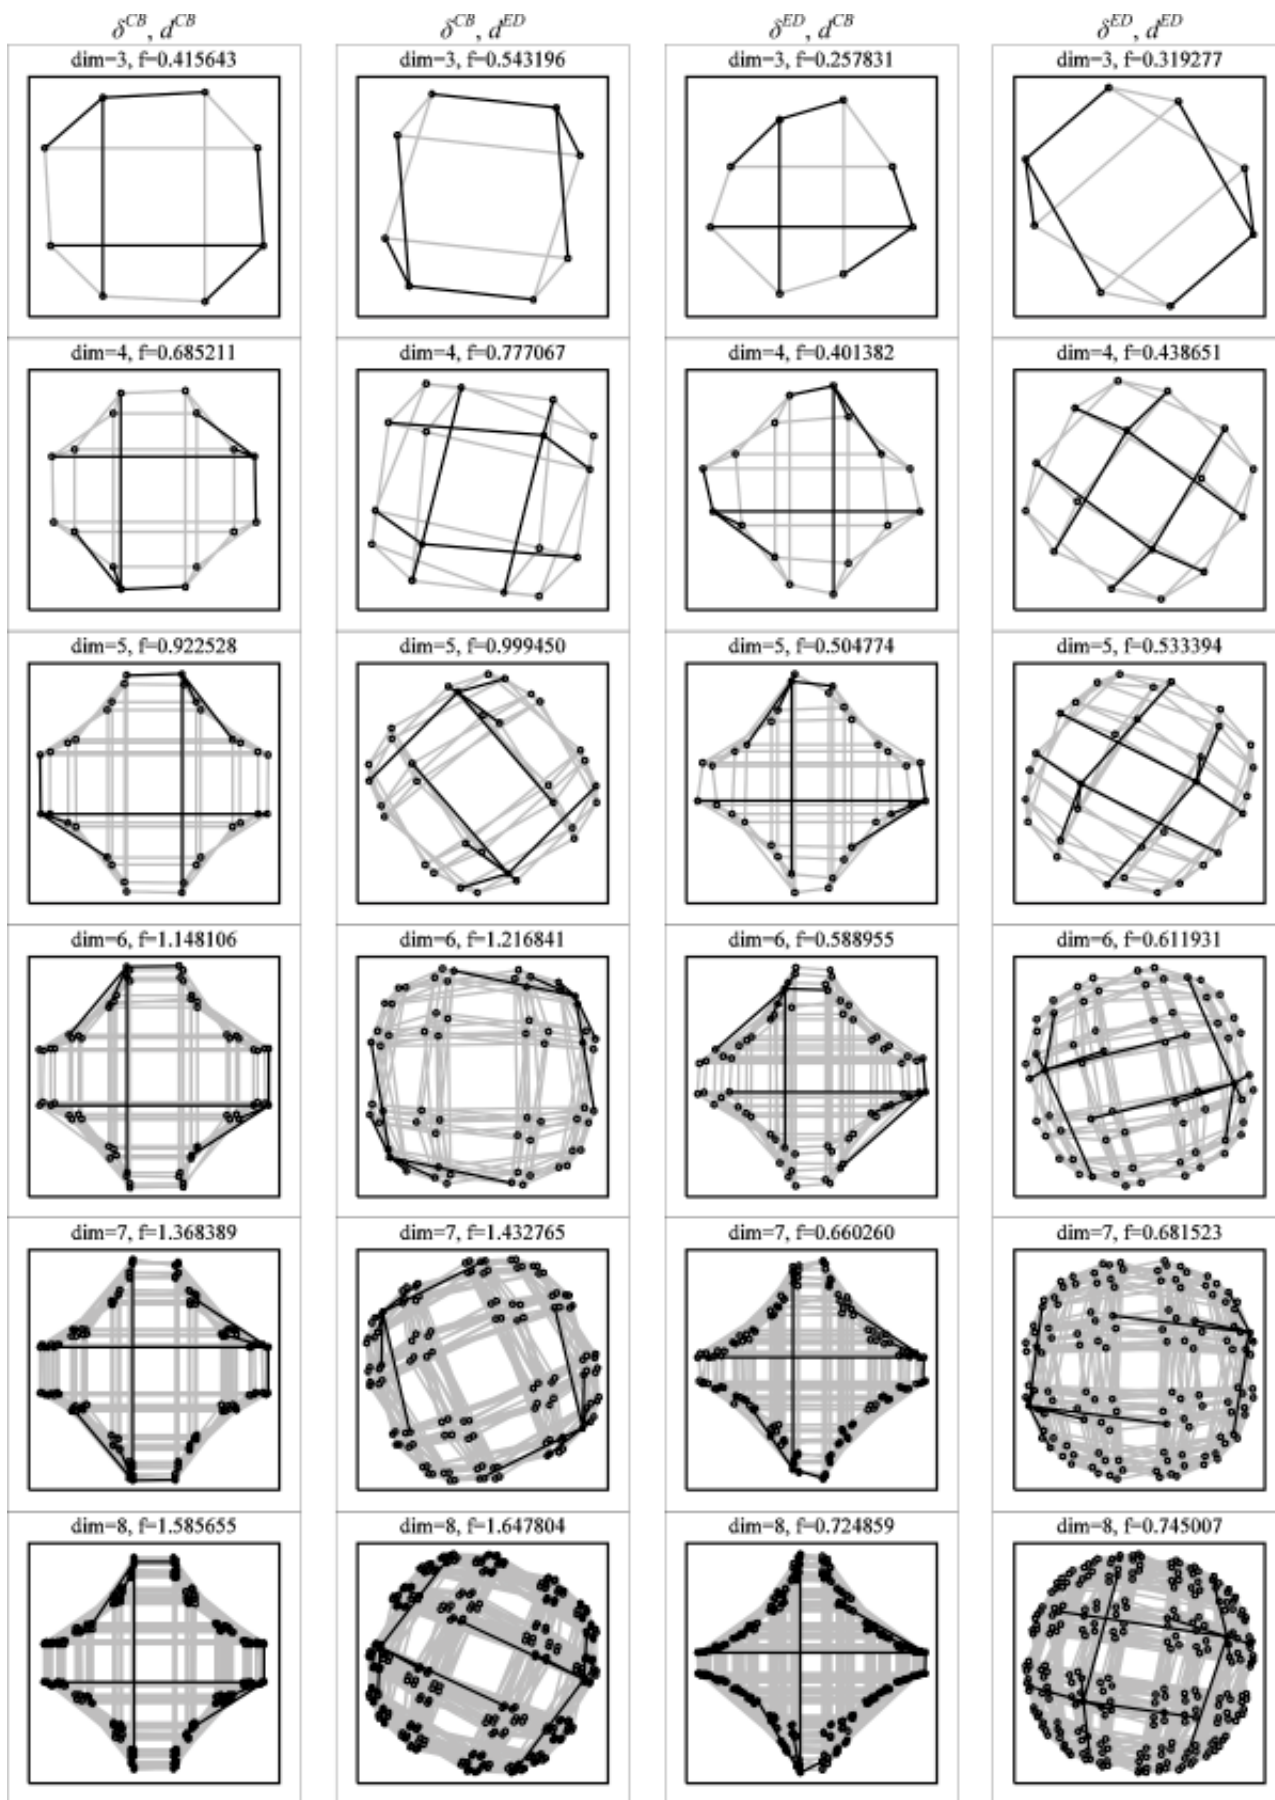 δ^CB, d^CB δ^CB, d^ED δ^ED, d^CB δ^ED, d^ED
dim=3, f=0.415643 dim=3, f=0.543196 dim=3, f=0.257831 dim=3, f=0.319277
dim=4, f=0.685211 dim=4, f=0.777067 dim=4, f=0.401382 dim=4, f=0.438651
dim=5, f=0.922528 dim=5, f=0.999450 dim=5, f=0.504774 dim=5, f=0.533394
dim=6, f=1.148106 dim=6, f=1.216841 dim=6, f=0.588955 dim=6, f=0.611931
dim=7, f=1.368389 dim=7, f=1.432765 dim=7, f=0.660260 dim=7, f=0.681523
dim=8, f=1.585655 dim=8, f=1.647804 dim=8, f=0.724859 dim=8, f=0.745007